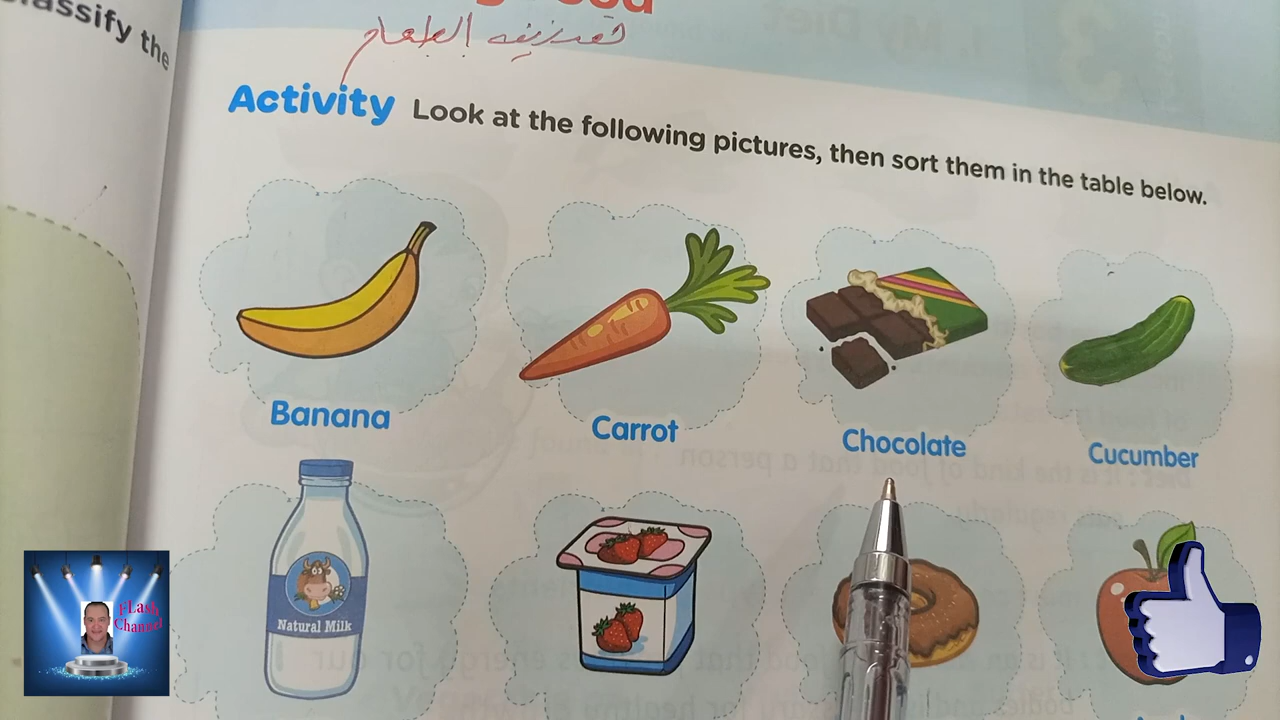 lassify the
تصنيف الطعام
Activity Look at the following pictures, then sort them in the table below.
Banana
Carrot
Chocolate
Cucumber
Natural Milk
FLash
Channel